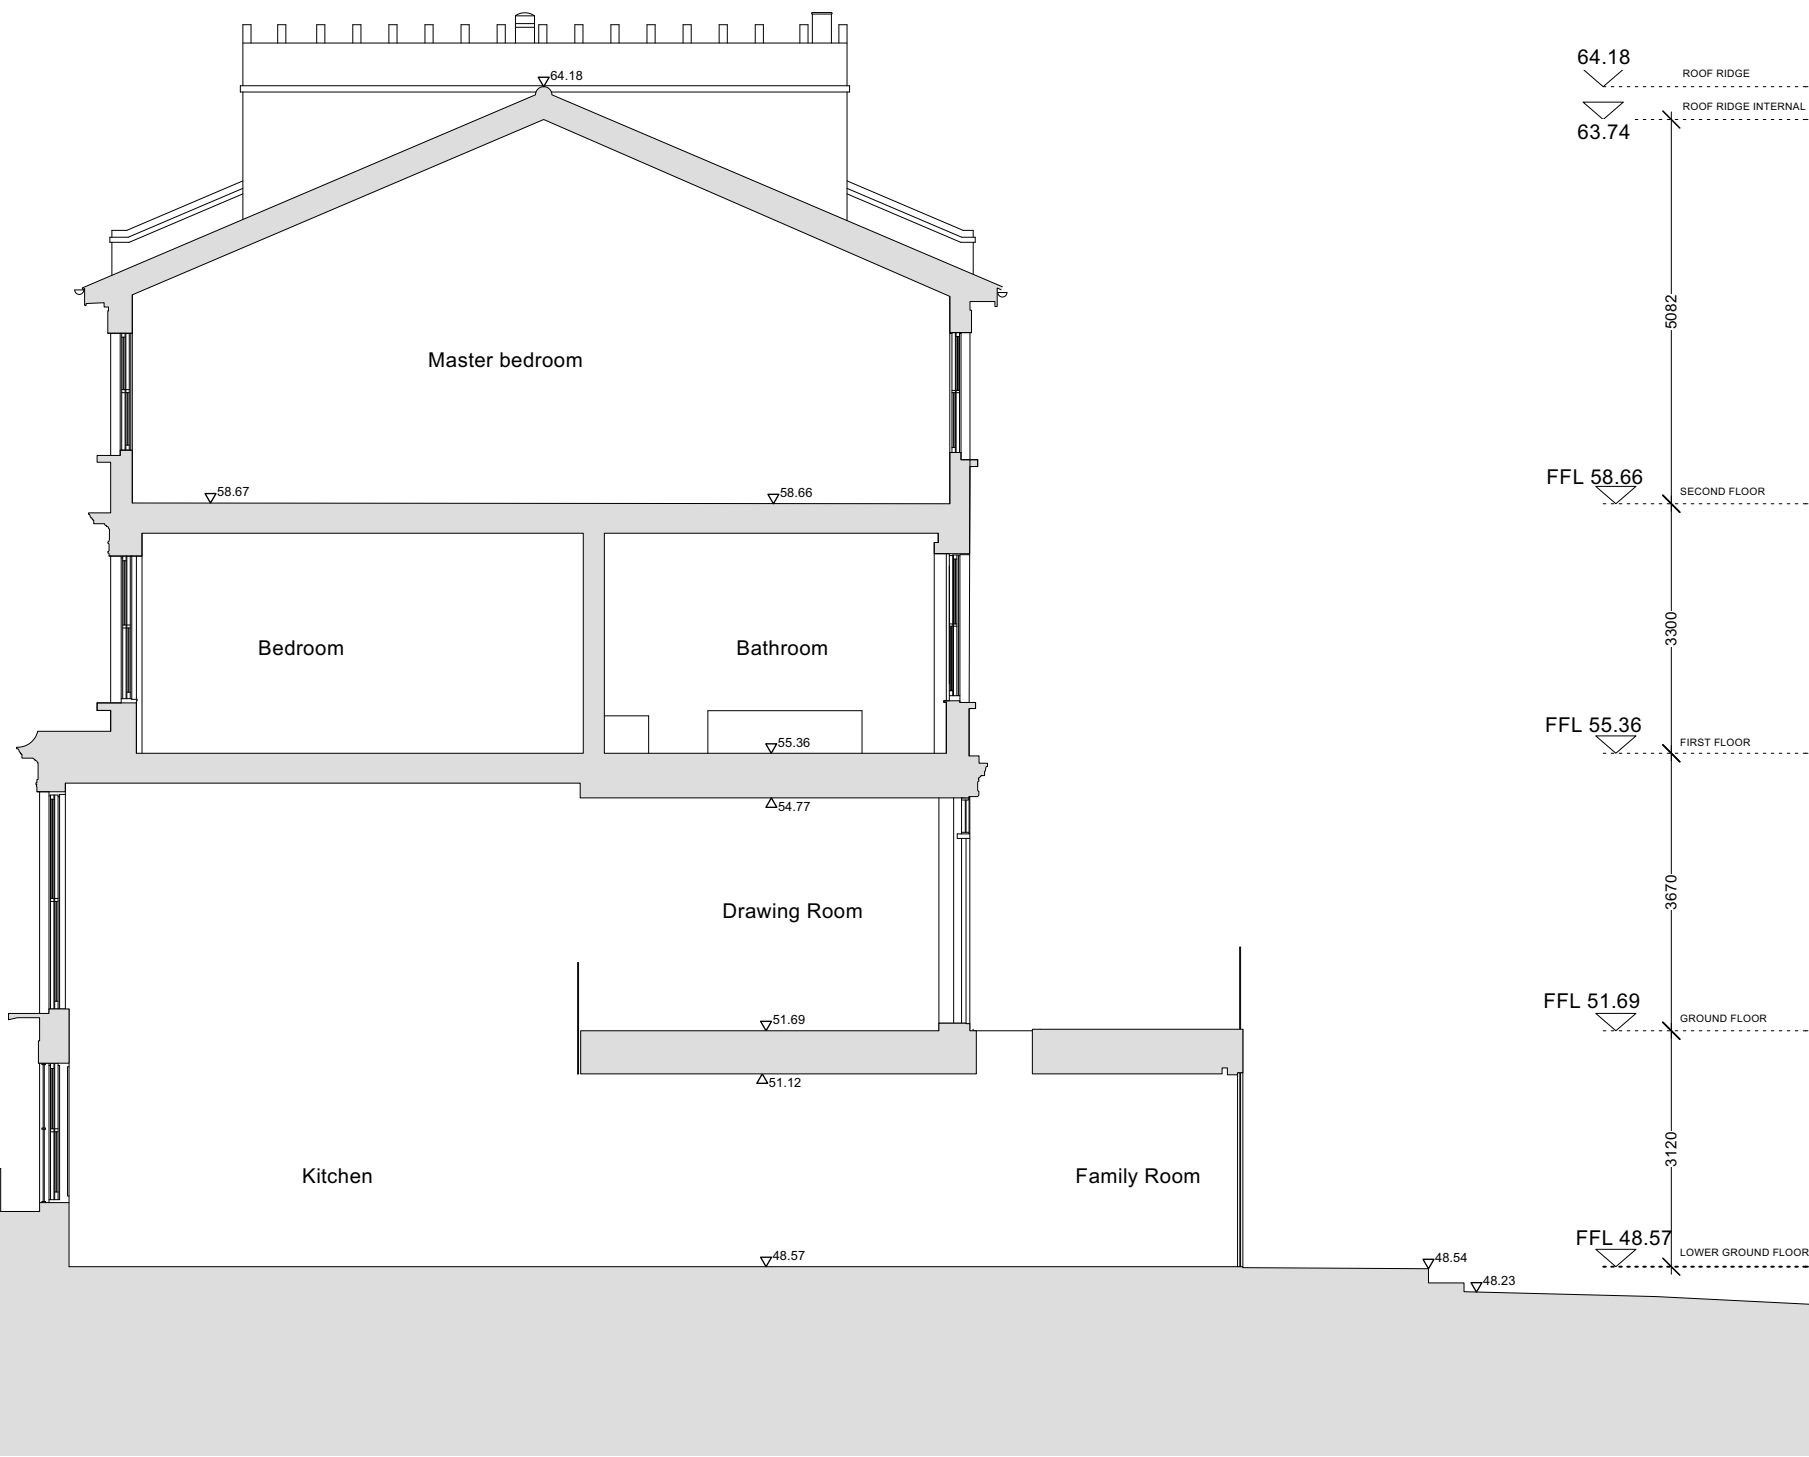 64.18
64.18
ROOF RIDGE
ROOF RIDGE INTERNAL
63.74
5082
Master bedroom
58.67
58.66
FFL 58.66
SECOND FLOOR
3300
Bedroom
Bathroom
55.36
FFL 55.36
FIRST FLOOR
54.77
3670
Drawing Room
51.69
FFL 51.69
GROUND FLOOR
51.12
3120
Kitchen
Family Room
48.57
48.54
FFL 48.57
LOWER GROUND FLOOR
48.23